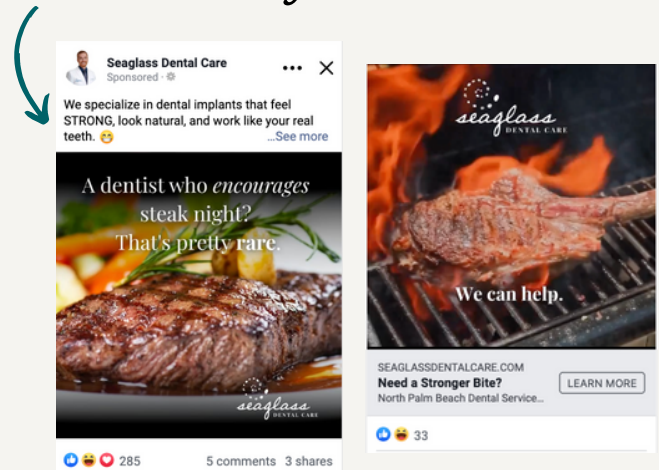 Seaglass Dental Care
Sponsored ·
We specialize in dental implants that feel
STRONG, look natural, and work like your real
teeth. 😁
...See more
A dentist who encourages
steak night?
That's pretty rare.
seaglass
DENTAL CARE
285
5 comments 3 shares
seaglass
DENTAL CARE
We can help.
SEAGLASSDENTALCARE.COM
Need a Stronger Bite?
North Palm Beach Dental Service...
LEARN MORE
33